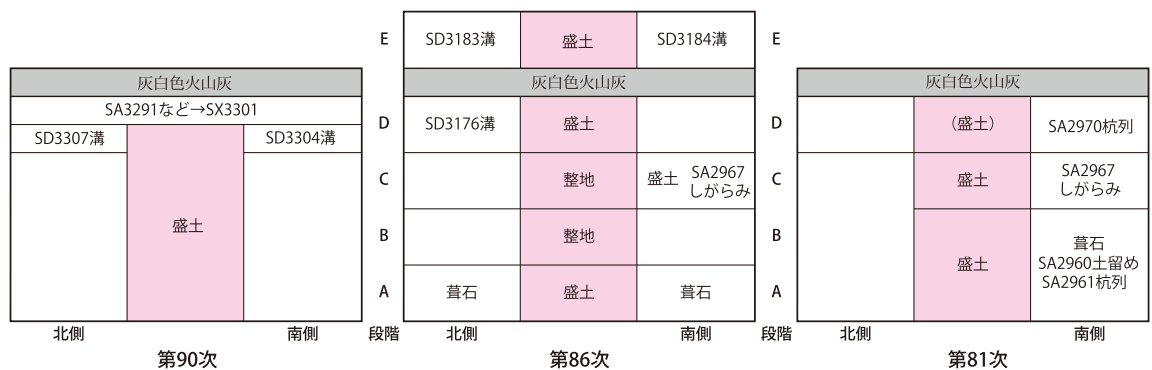 灰白色火山灰
SA3291など→SX3301
SD3307溝
SD3304溝
盛土
北側
南側
第90次
E
D
C
B
A
段階
SD3183溝
盛土
SD3184溝
灰白色火山灰
SD3176溝
盛土
整地
盛土
SA2967
しがらみ
整地
葺石
盛土
葺石
北側
南側
第86次
E
D
C
B
A
段階
灰白色火山灰
(盛土)
SA2970杭列
盛土
SA2967
しがらみ
盛土
葺石
SA2960土留め
SA2961杭列
北側
南側
第81次